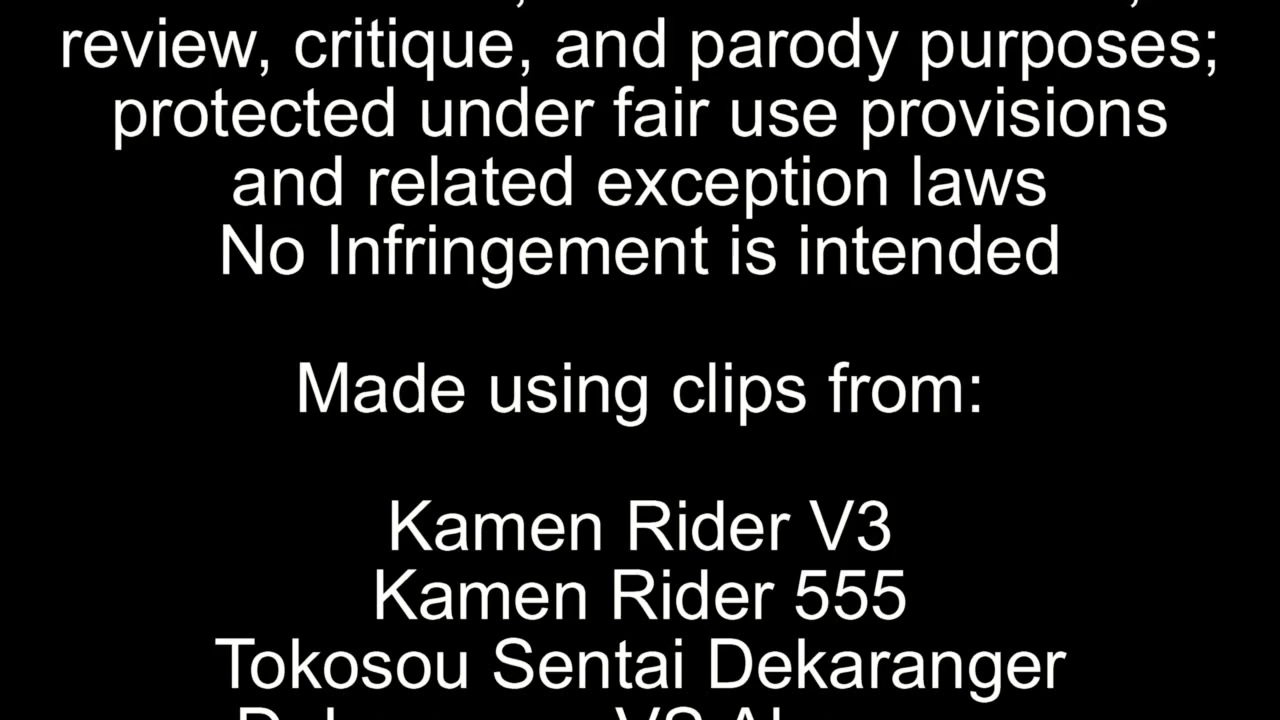 review, critique, and parody purposes;
protected under fair use provisions
and related exception laws
No Infringement is intended
Made using clips from:
Kamen Rider V3
Kamen Rider 555
Tokosou Sentai Dekaranger